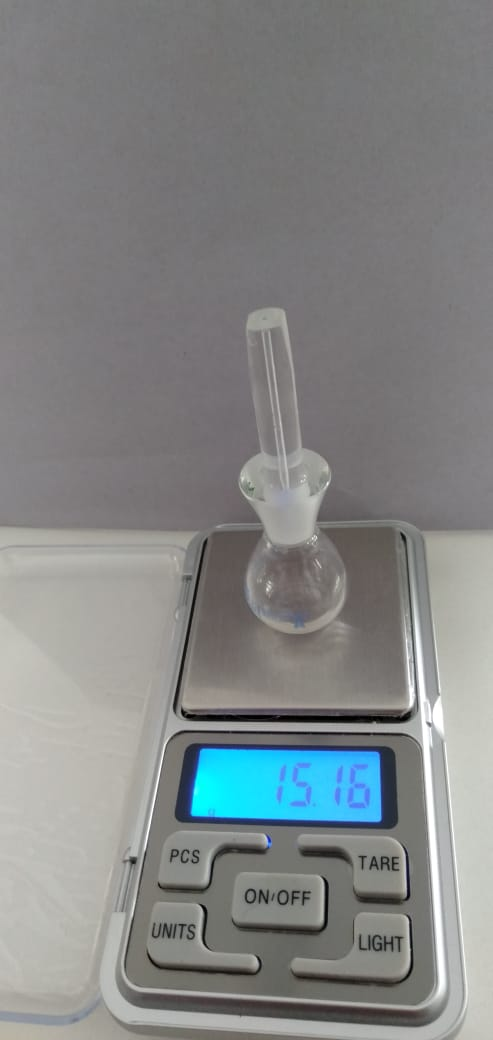 15.16
g
PCS
TARE
ON/OFF
UNITS
LIGHT